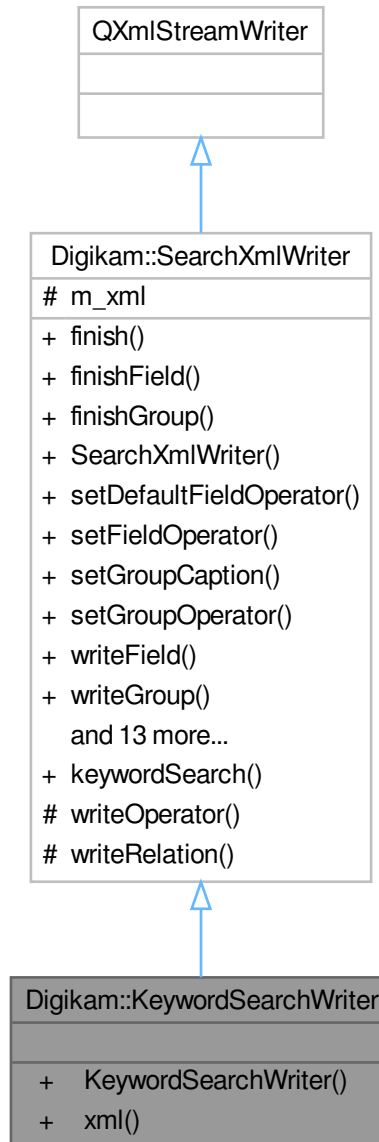 QXmlStreamWriter
Digikam::SearchXmlWriter
# m_xml
+ finish()
+ finishField()
+ finishGroup()
+ SearchXmlWriter()
+ setDefaultFieldOperator()
+ setFieldOperator()
+ setGroupCaption()
+ setGroupOperator()
+ writeField()
+ writeGroup()
and 13 more...
+ keywordSearch()
# writeOperator()
# writeRelation()
Digikam::KeywordSearchWriter
+ KeywordSearchWriter()
+ xml()